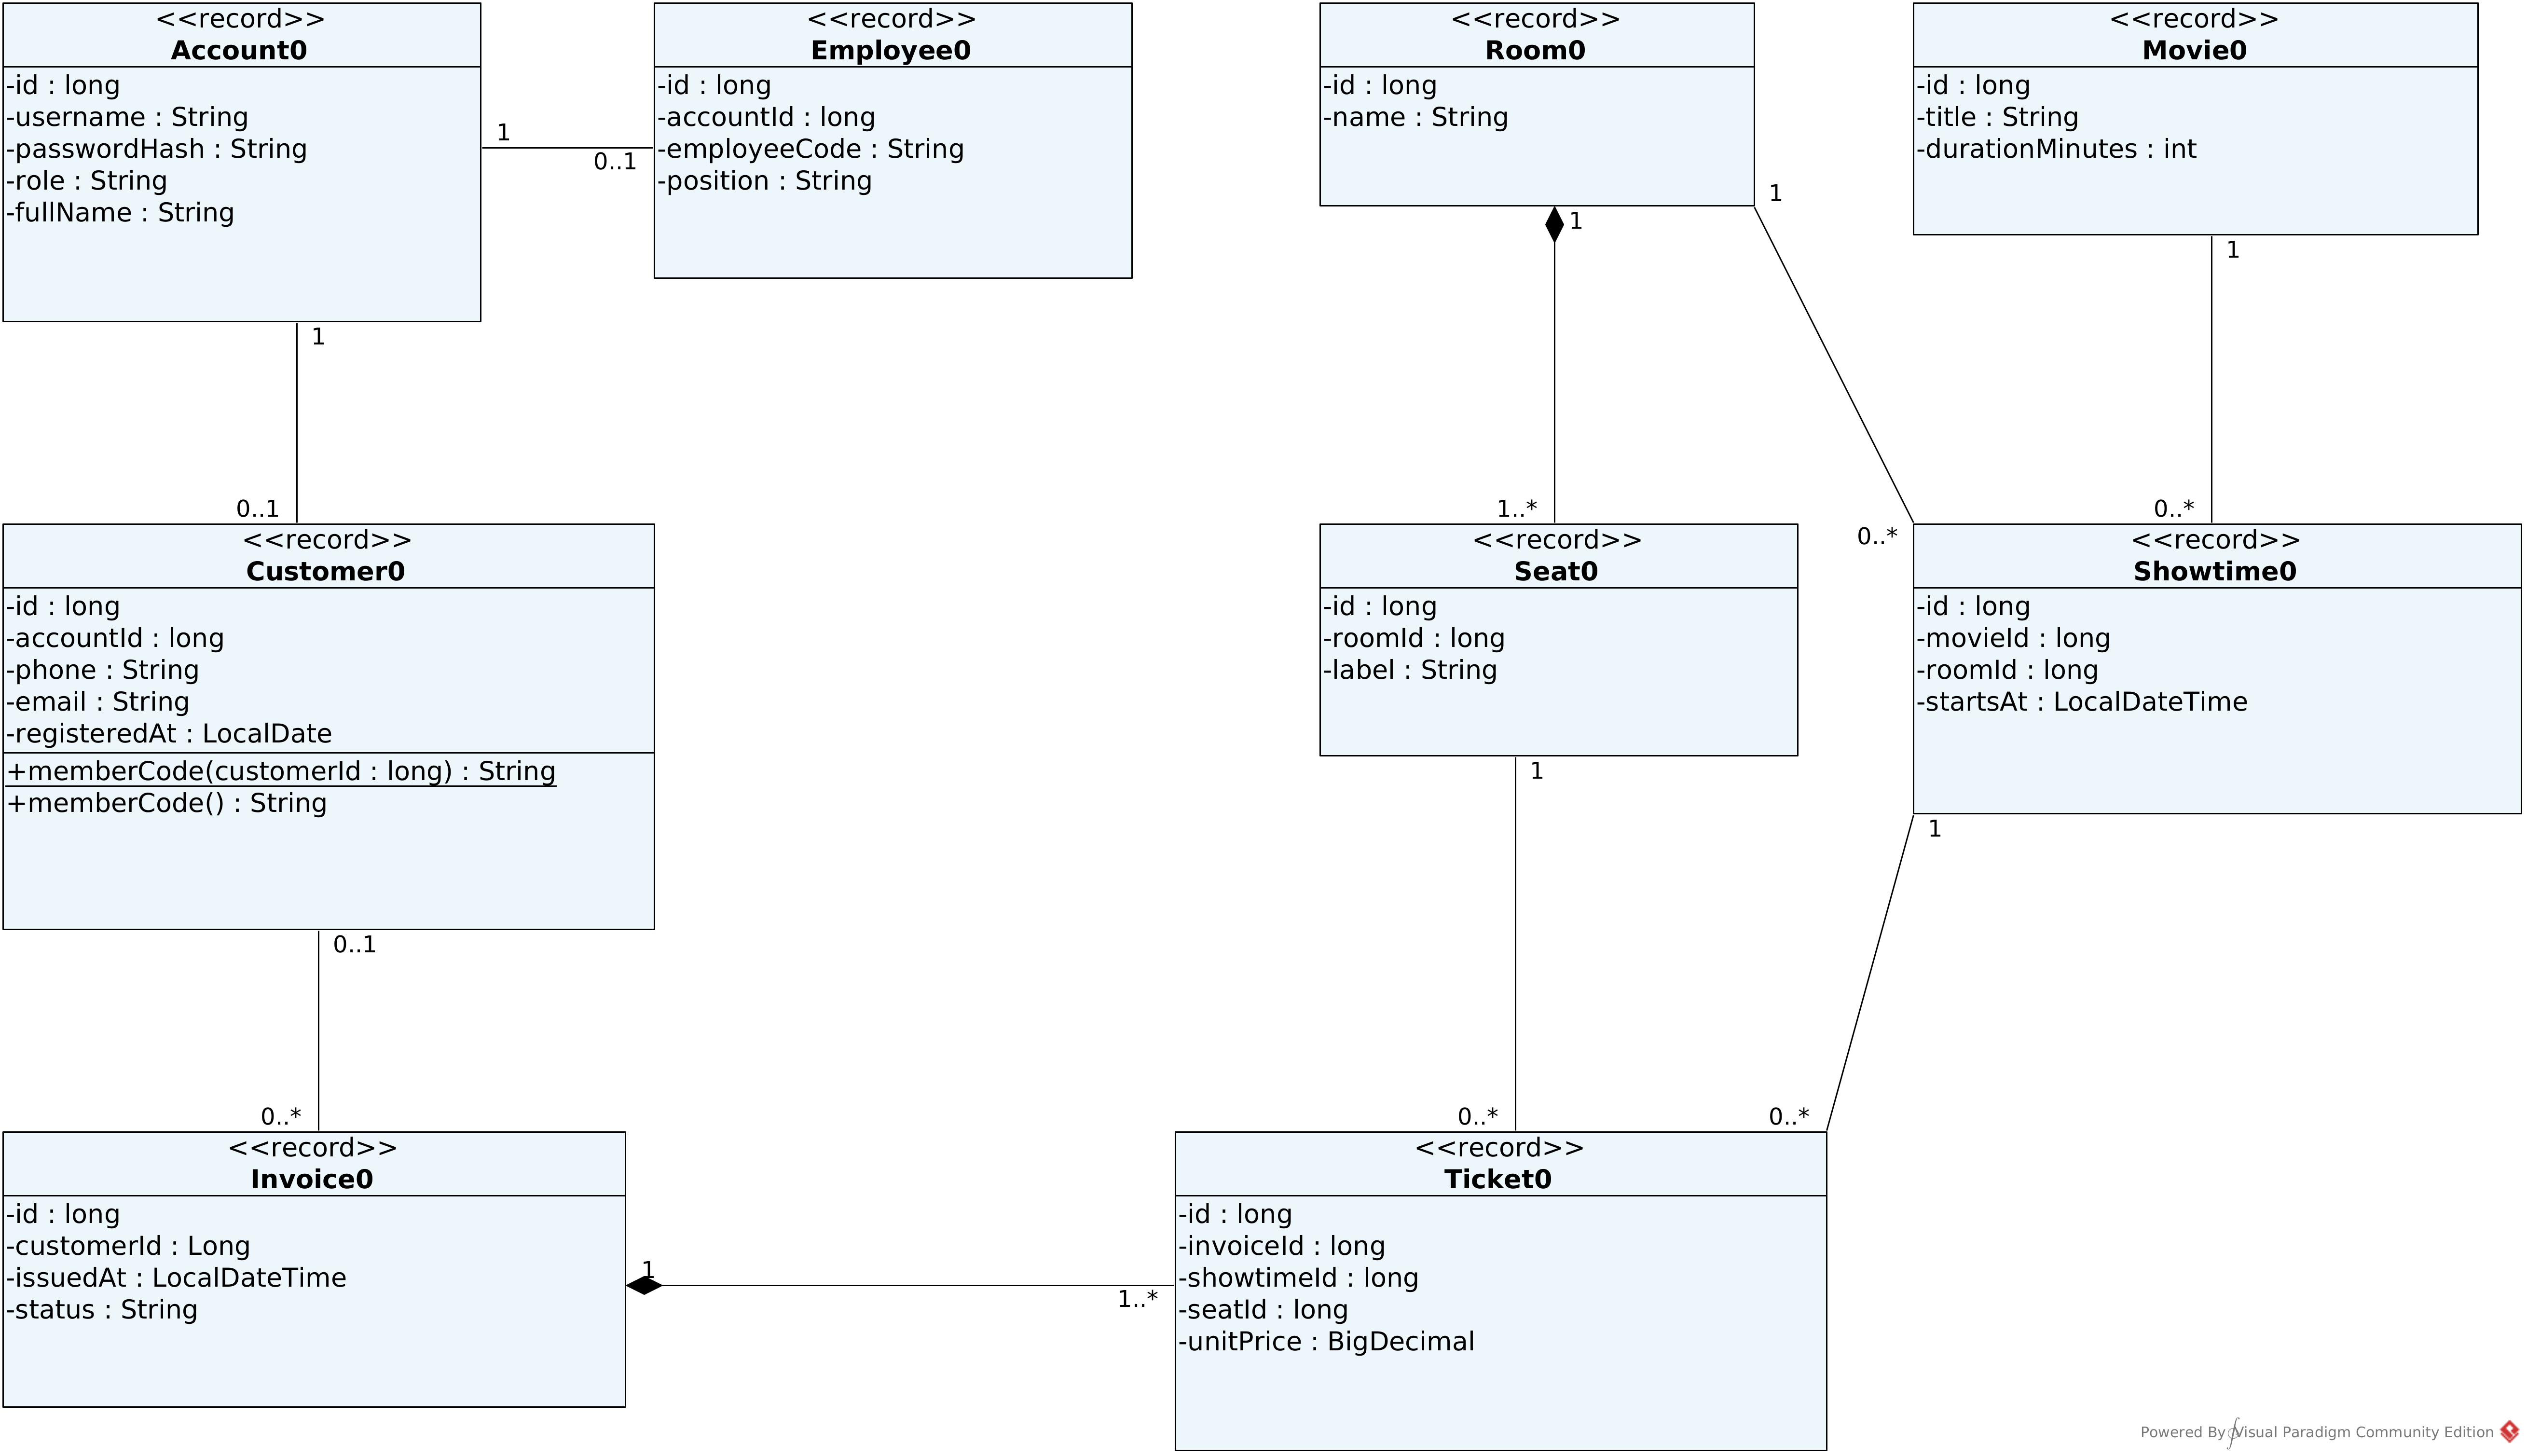 <<record>>
Account0
-id : long
-username : String
-passwordHash : String
-role : String
-fullName : String
1
0..1
<<record>>
Employee0
-id : long
-accountId : long
-employeeCode : String
-position : String
<<record>>
Room0
-id : long
-name : String
1
1
<<record>>
Movie0
-id : long
-title : String
-durationMinutes : int
1
1
0..1
1..*
0..*
0..*
<<record>>
Customer0
-id : long
-accountId : long
-phone : String
-email : String
-registeredAt : LocalDate
+memberCode(customerId : long) : String
+memberCode() : String
<<record>>
Seat0
-id : long
-roomId : long
-label : String
<<record>>
Showtime0
-id : long
-movieId : long
-roomId : long
-startsAt : LocalDateTime
1
1
0..1
0..*
0..*
0..*
<<record>>
Invoice0
-id : long
-customerId : Long
-issuedAt : LocalDateTime
-status : String
1
1..*
<<record>>
Ticket0
-id : long
-invoiceId : long
-showtimeId : long
-seatId : long
-unitPrice : BigDecimal
Powered By Visual Paradigm Community Edition